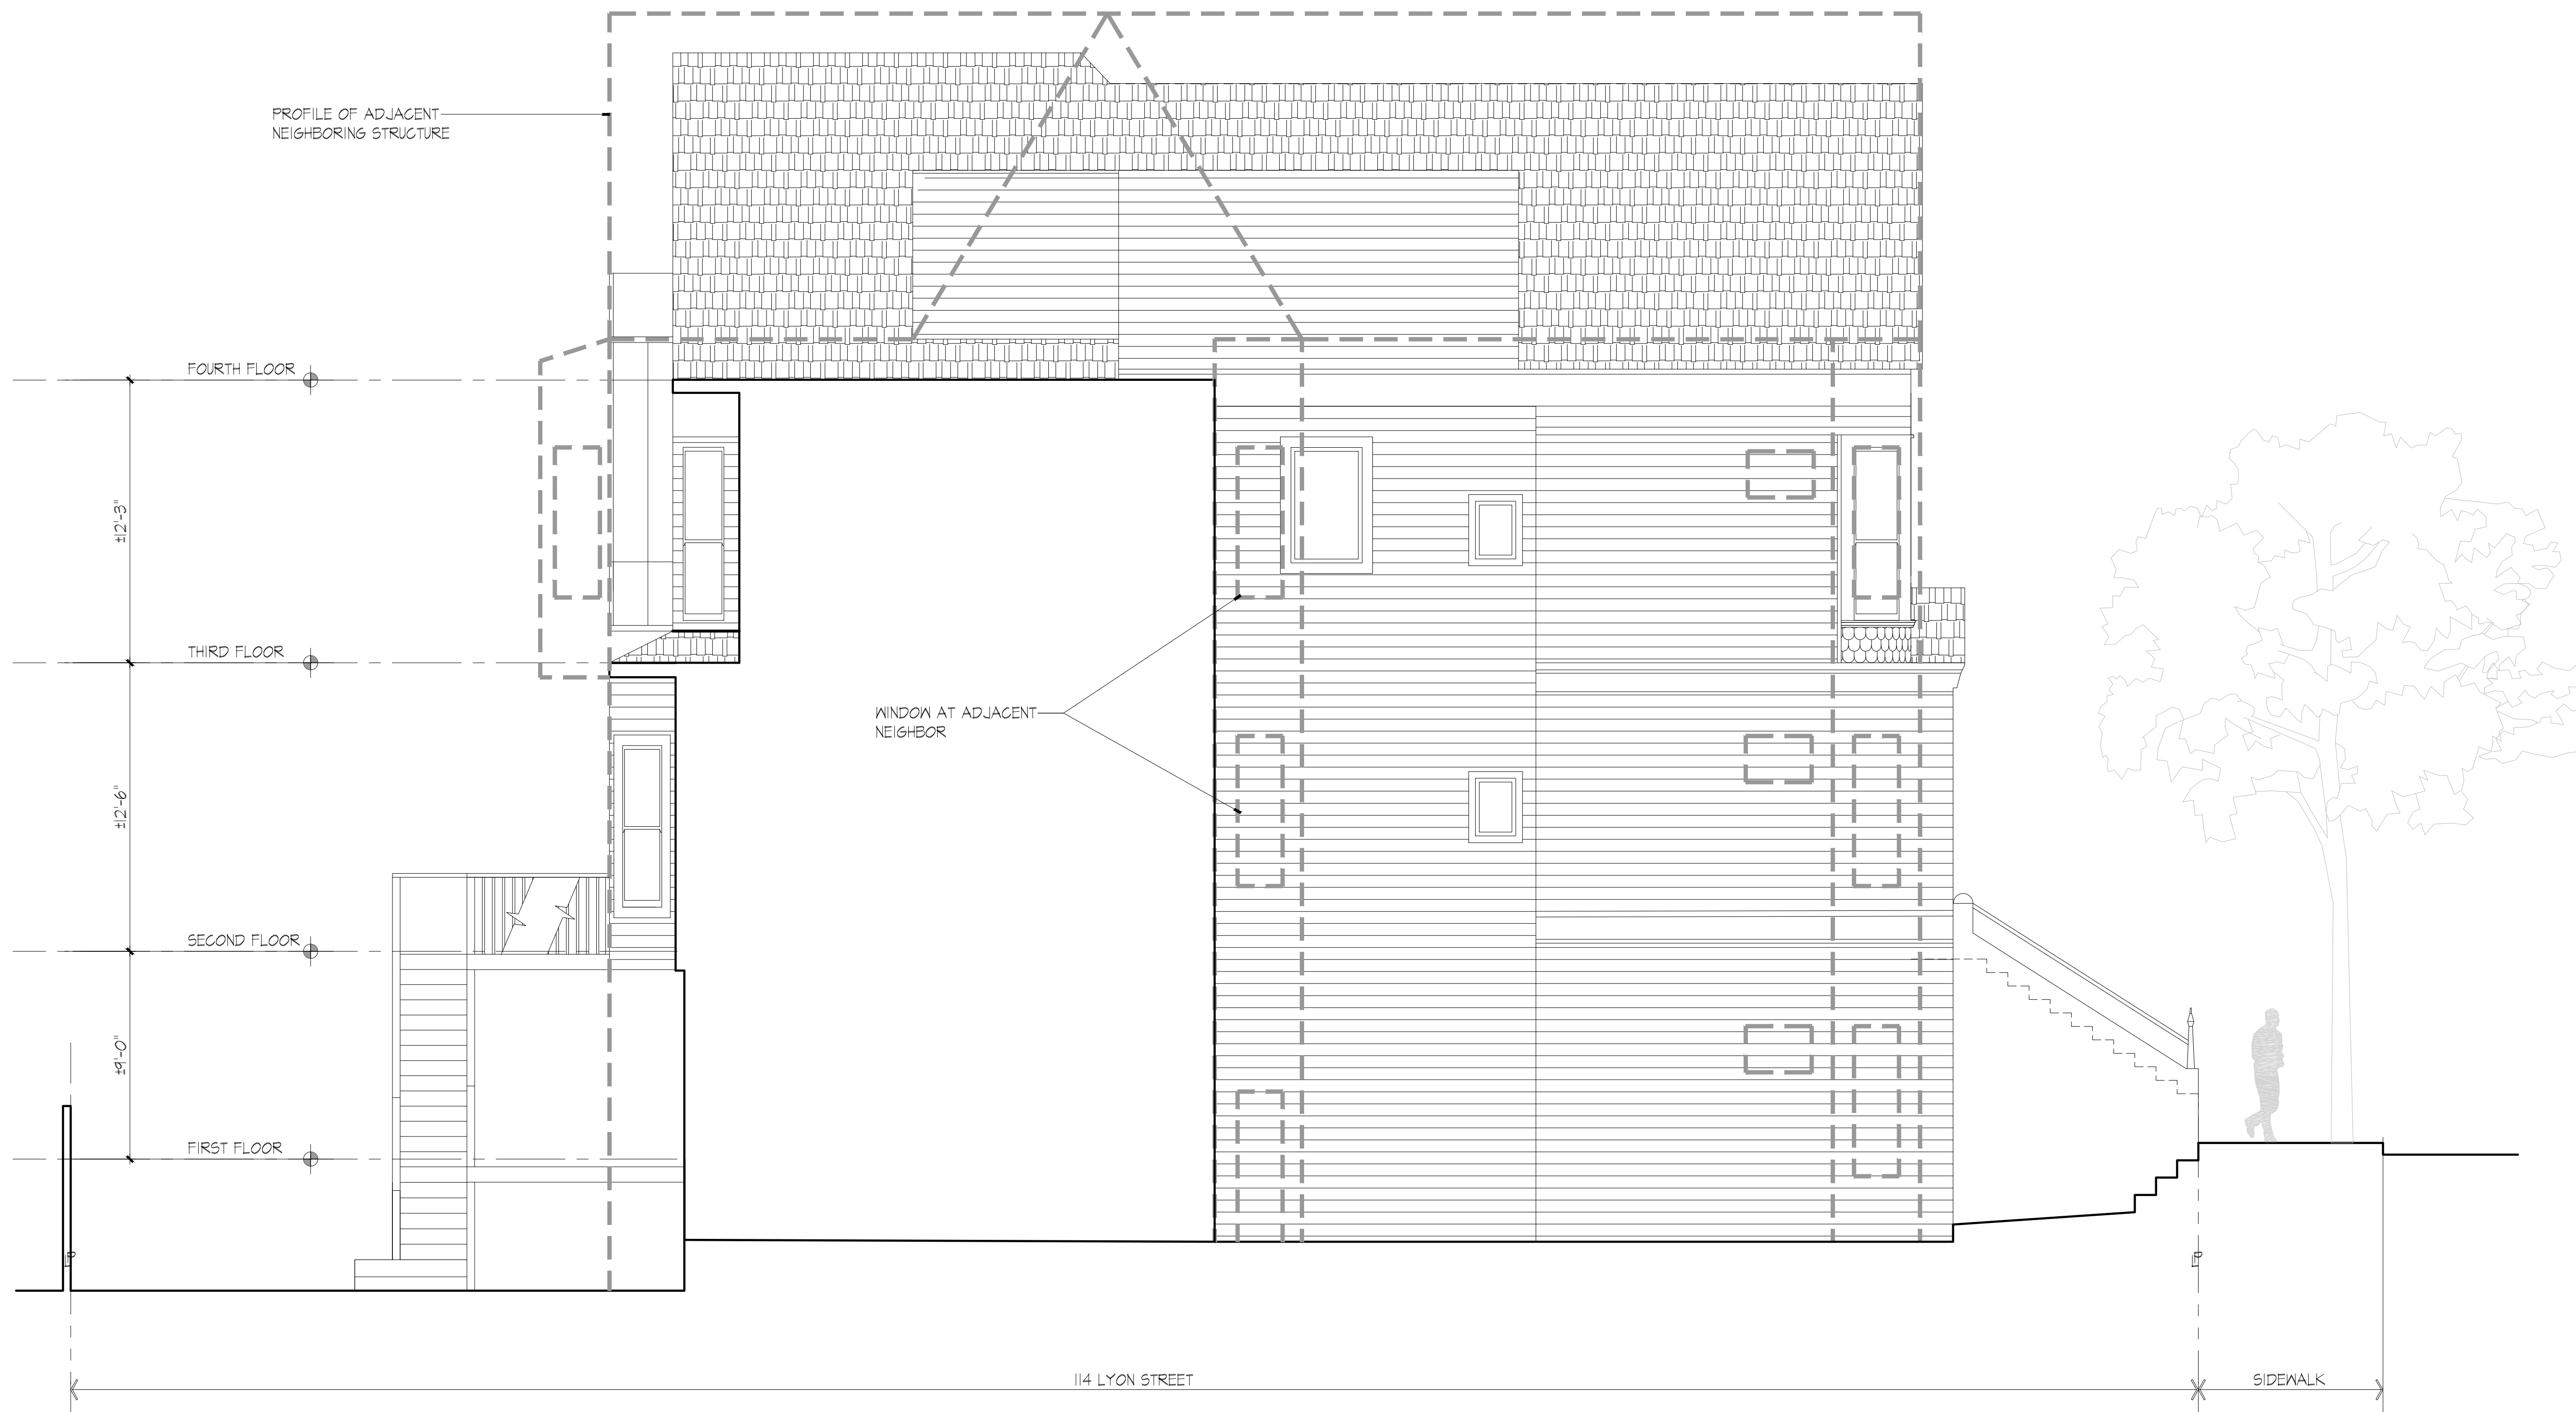 PROFILE OF ADJACENT
NEIGHBORING STRUCTURE
FOURTH FLOOR
±12'-3"
THIRD FLOOR
WINDOW AT ADJACENT
NEIGHBOR
±12'-6"
SECOND FLOOR
±9'-0"
FIRST FLOOR
114 LYON STREET
SIDEWALK